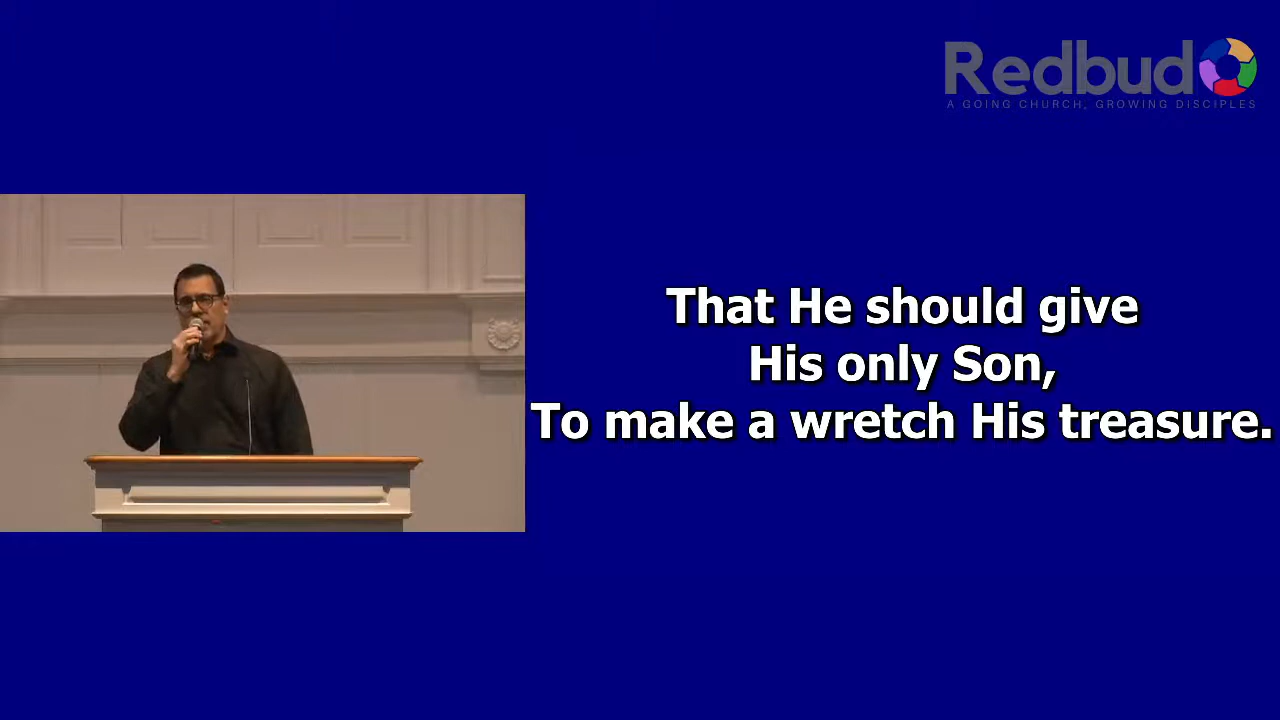 Redbud
A GOING CHURCH, GROWING DISCIPLES
That He should give
His only Son,
To make a wretch His treasure.